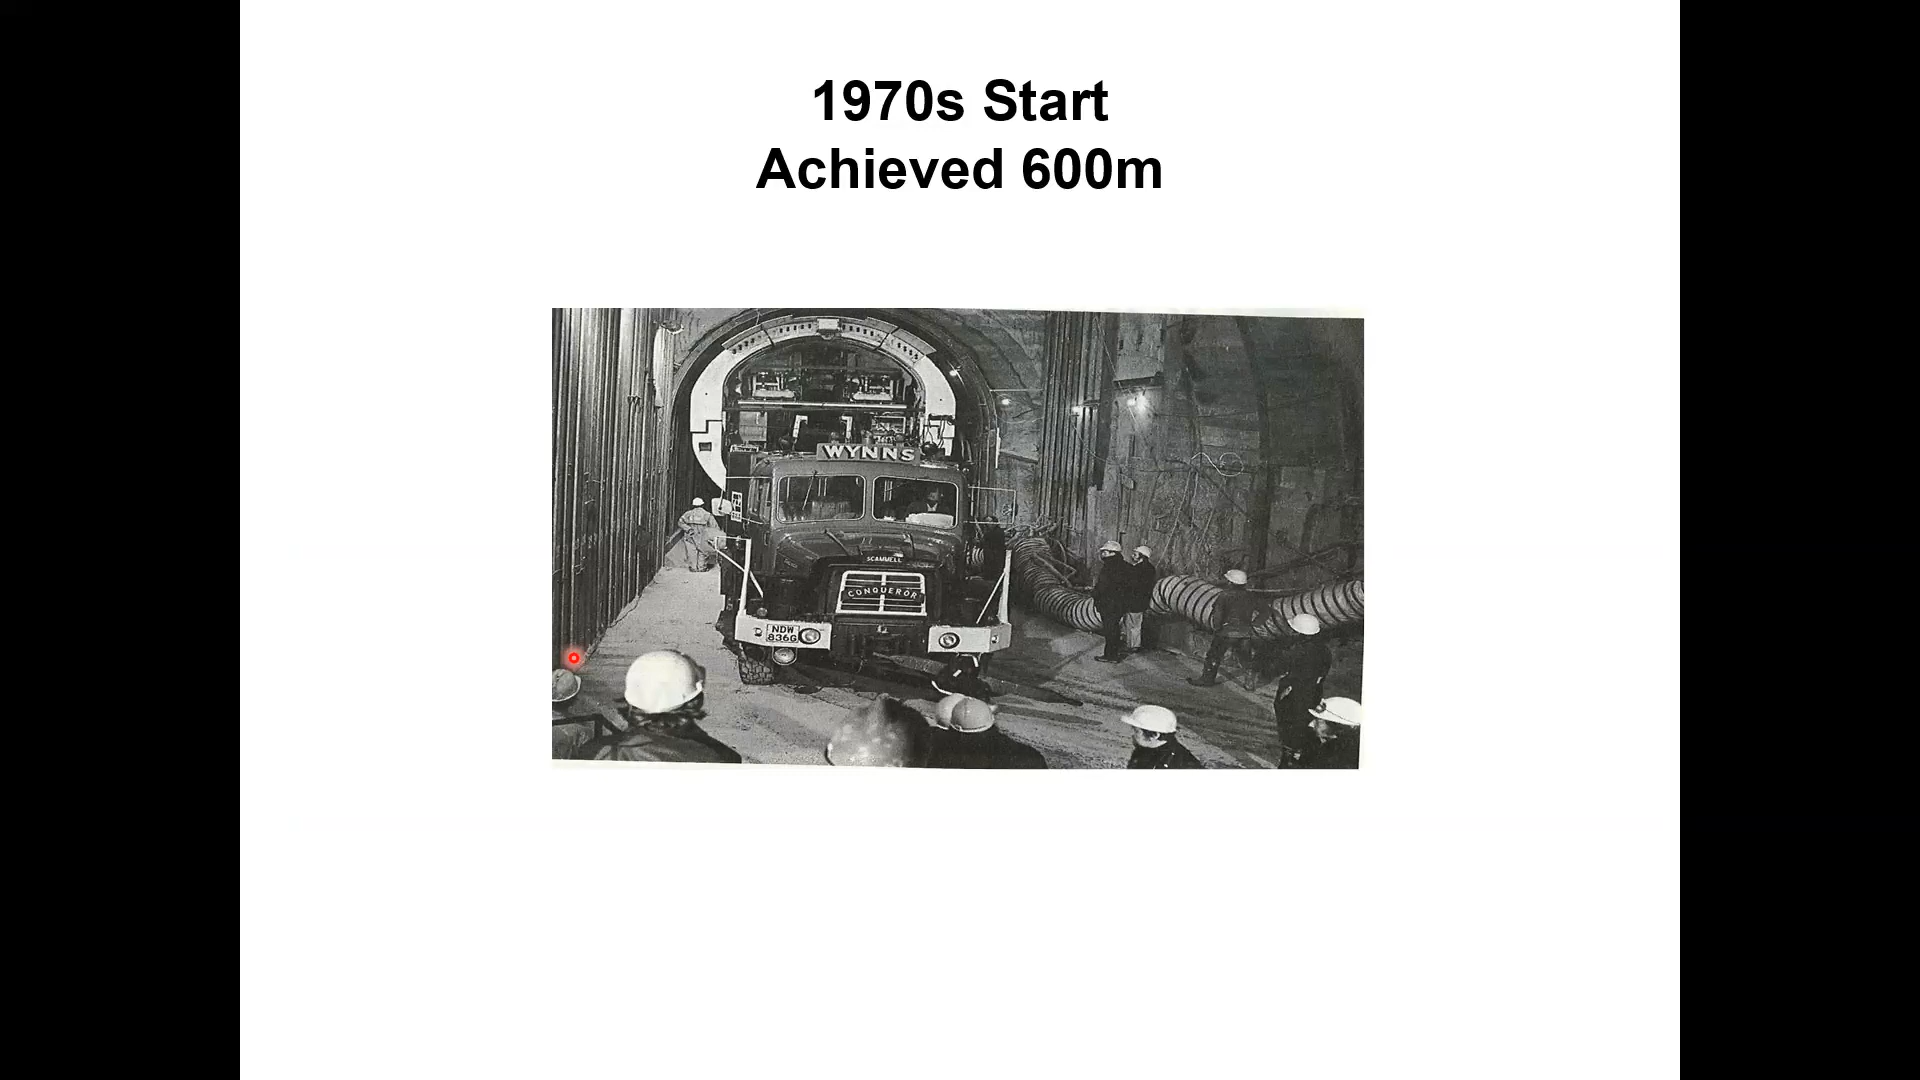 1970s Start
Achieved 600m
WYNNS
SCAMMELL
CONQUEROR
NDW
836G